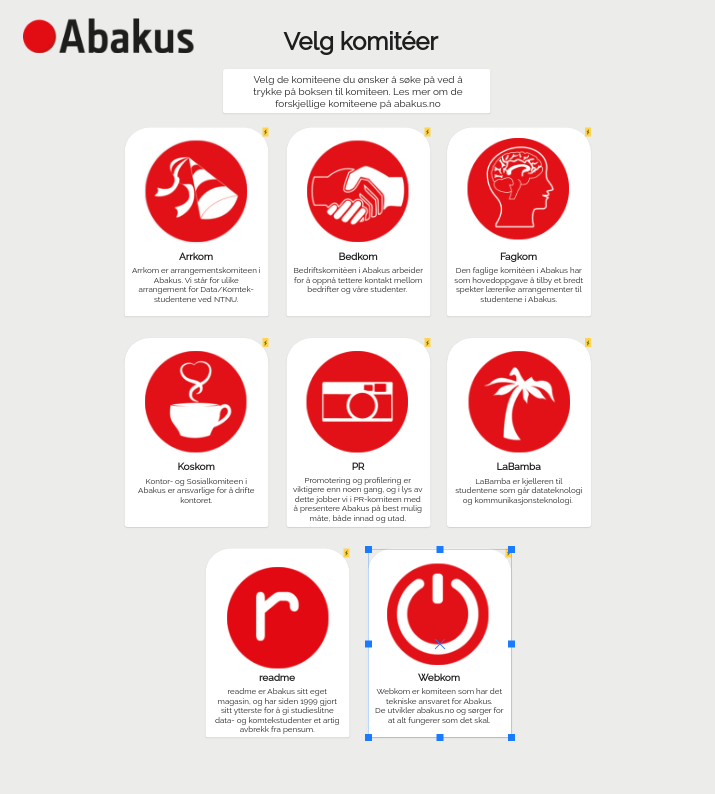 Abakus
Velg komitéer
Velg de komiteene du ønsker å søke på ved å
trykke på boksen til komiteen. Les mer om de
forskjellige komiteene på abakus.no
Arrkom
Arrkom er arrangementskomiteen i
Abakus. Vi står for ulike
arrangement for Data/Komtek-
studentene ved NTNU.
Bedkom
Bedriftskomitéen i Abakus arbeider
for å oppnå tettere kontakt mellom
bedrifter og våre studenter.
Fagkom
Den faglige komitéen i Abakus har
som hovedoppgave å tilby et bredt
spekter lærerike arrangementer til
studentene i Abakus.
Koskom
Kontor- og Sosialkomiteen i
Abakus er ansvarlige for å drifte
kontoret.
PR
Promotering og profilering er
viktigere enn noen gang, og i lys av
dette jobber vi i PR-komiteen med
å presentere Abakus på best mulig
måte, både innad og utad.
LaBamba
LaBamba er kjelleren til
studentene som går datateknologi
og kommunikasjonsteknologi.
r
readme
readme er Abakus sitt eget
magasin, og har siden 1999 gjort
sitt ytterste for å gi studieslitne
data- og komtekstudenter et artig
avbrekk fra pensum.
Webkom
Webkom er komiteen som har det
tekniske ansvaret for Abakus.
De utvikler abakus.no og sørger for
at alt fungerer som det skal.